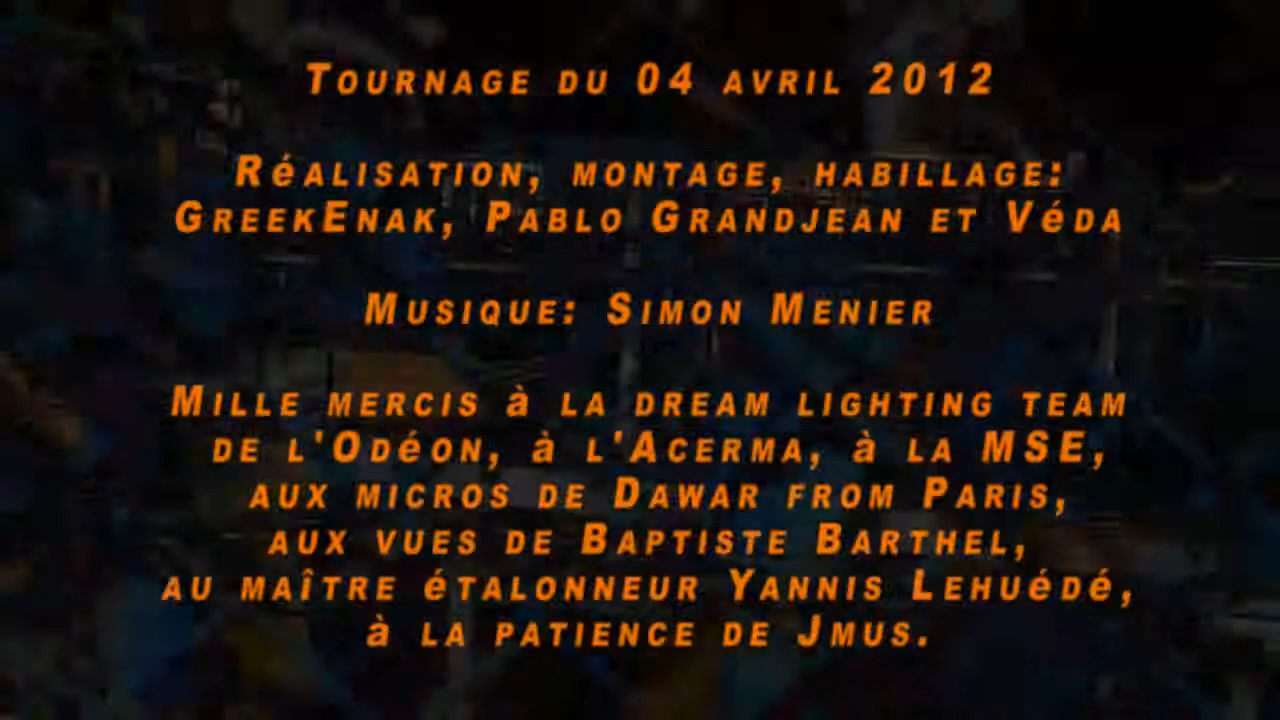 Tournage du 04 avril 2012
Réalisation, montage, habillage:
GreekEnak, Pablo Grandjean et Véda
Musique: Simon Menier
Mille mercis à la dream lighting team
de l'Odéon, à l'Acerma, à la MSE,
aux micros de Dawar from Paris,
aux vues de Baptiste Barthel,
au maître étalonneur Yannis Lehuédé,
à la patience de Jmus.